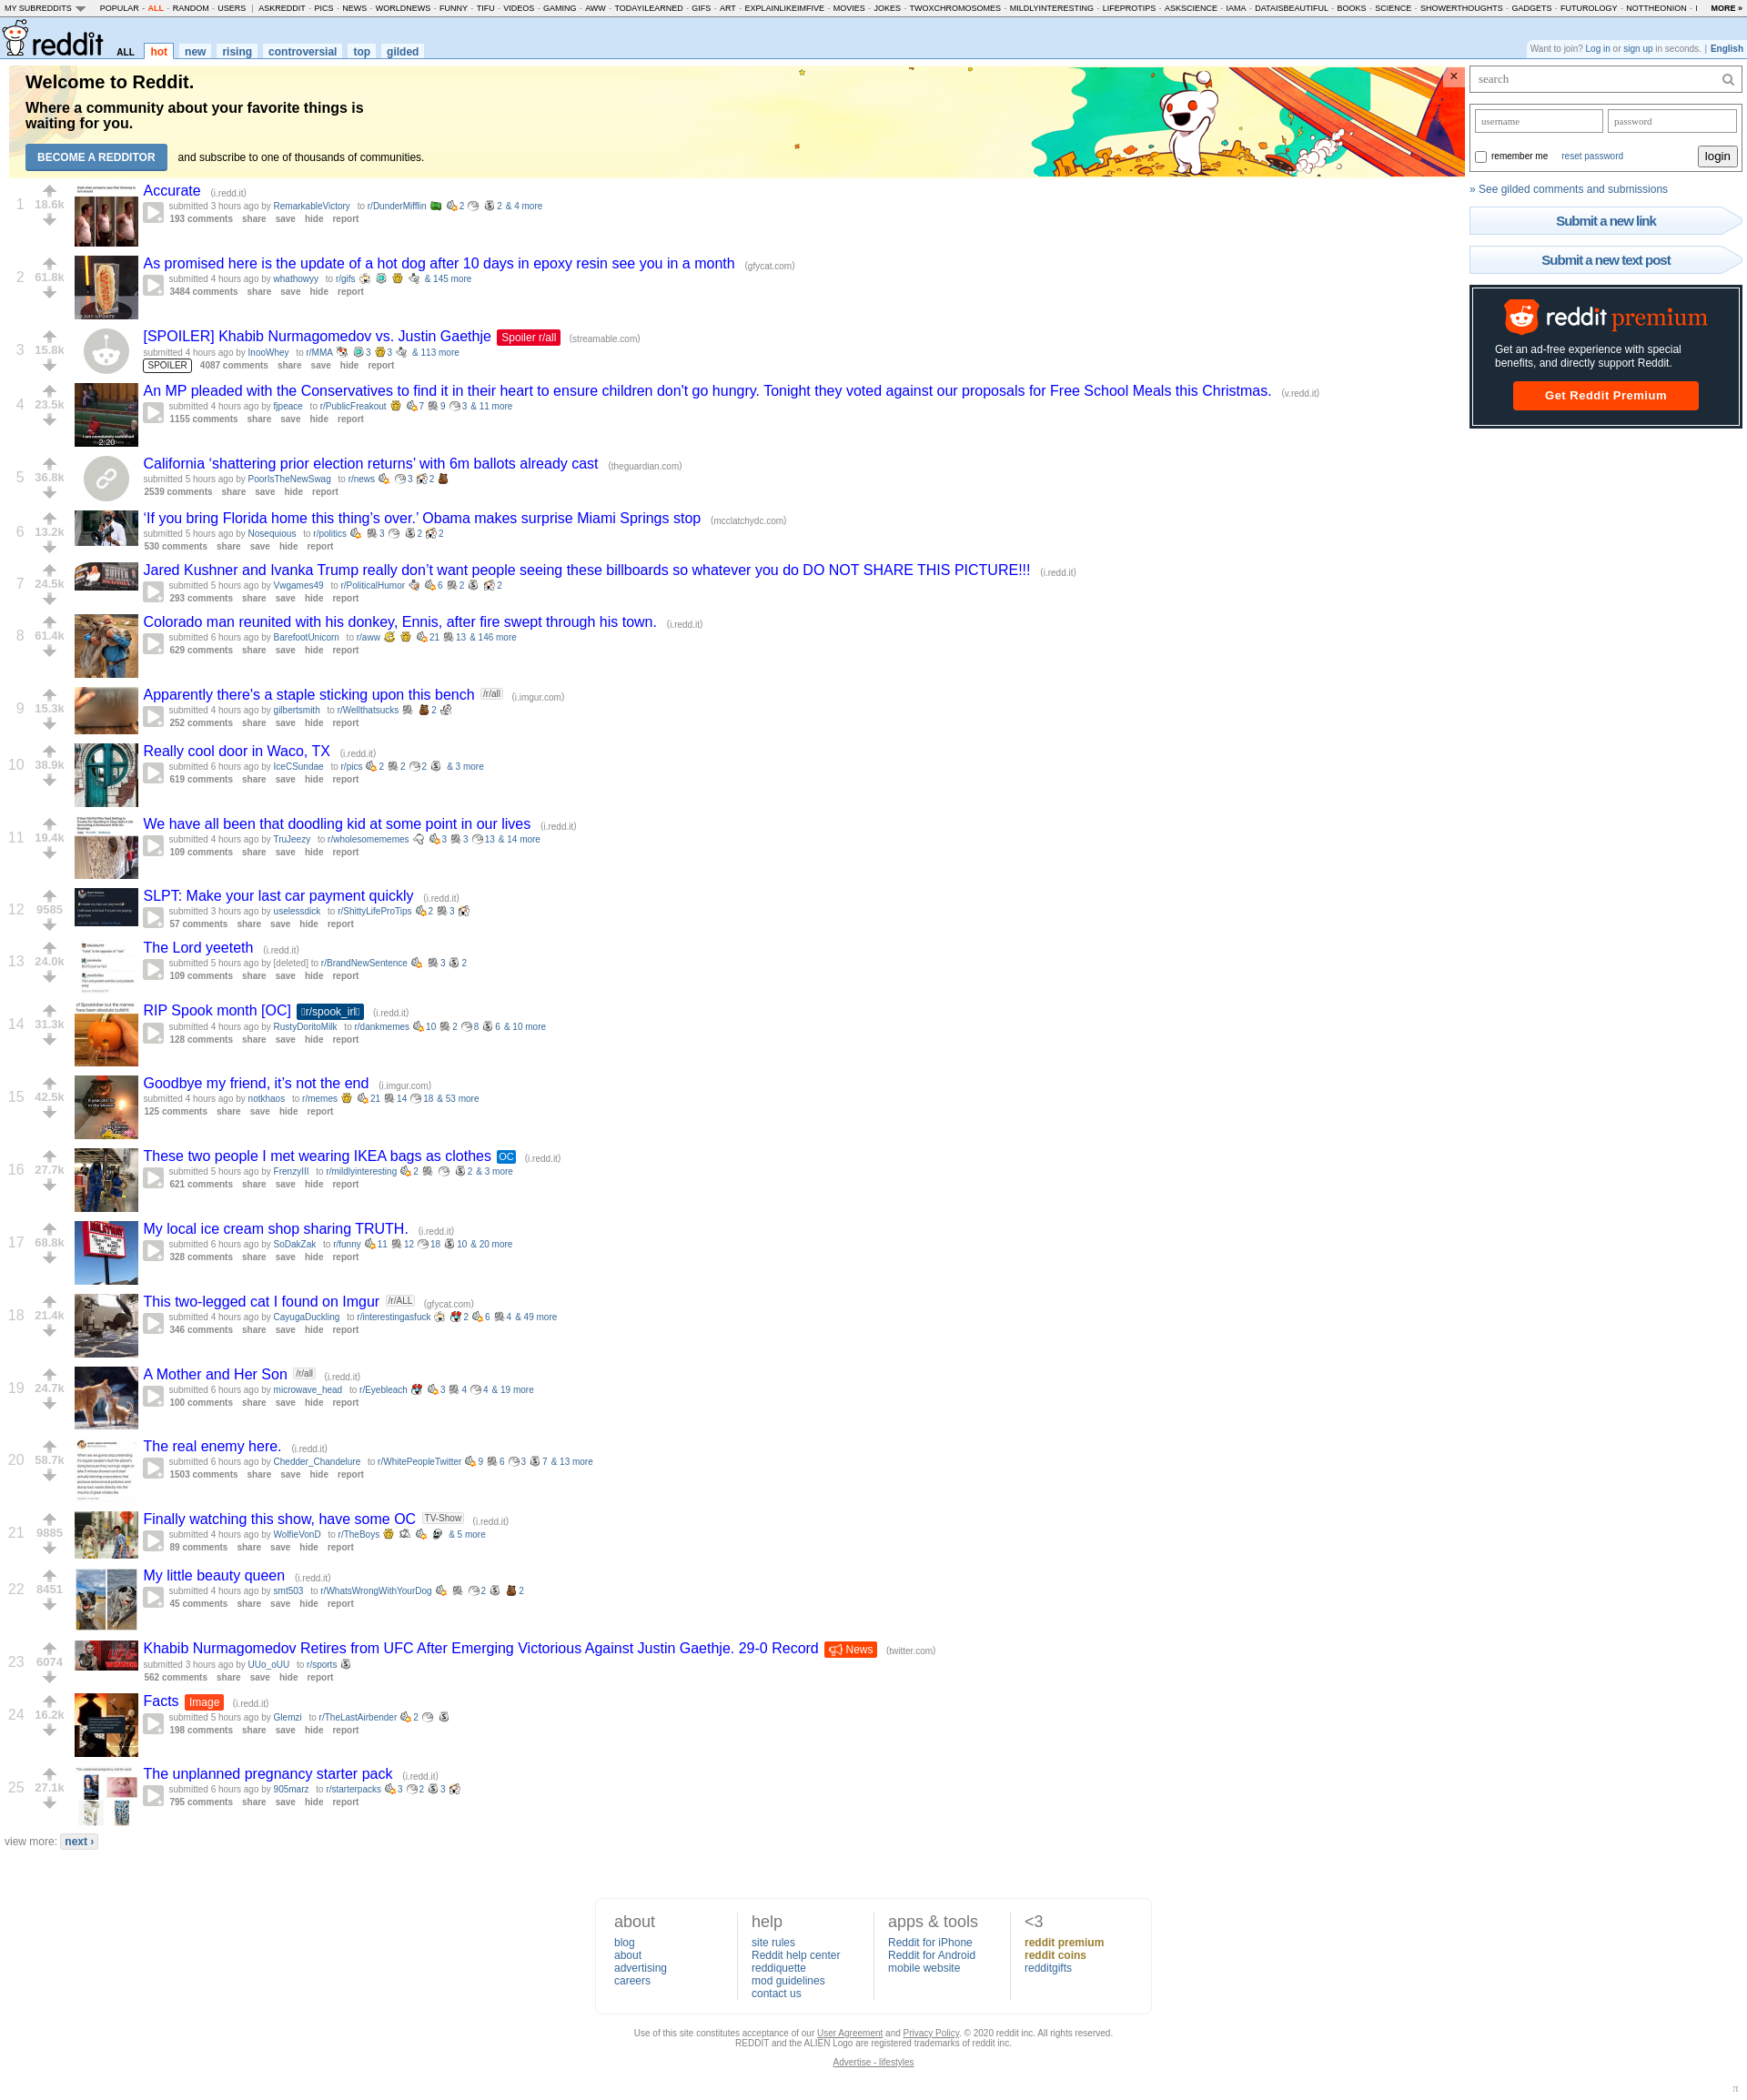 MY SUBREDDITS POPULAR - ALL - RANDOM - USERS | ASKREDDIT - PICS - NEWS - WORLDNEWS - FUNNY - TIFU - VIDEOS - GAMING - AWW - TODAYILEARNED - GIFS - ART - EXPLAINLIKEIMFIVE - MOVIES - JOKES - TWOXCHROMOSOMES - MILDLYINTERESTING - LIFEPROTIPS - ASKSCIENCE - IAMA - DATAISBEAUTIFUL - BOOKS - SCIENCE - SHOWERTHOUGHTS - GADGETS - FUTUROLOGY - NOTTHEONION - I MORE »
reddit ALL hot new rising controversial top gilded
Want to join? Log in or sign up in seconds. | English
Welcome to Reddit.
Where a community about your favorite things is
waiting for you.
BECOME A REDDITOR and subscribe to one of thousands of communities.
×
search
username password
remember me reset password login
» See gilded comments and submissions
Submit a new link
Submit a new text post
reddit premium
Get an ad-free experience with special
benefits, and directly support Reddit.
Get Reddit Premium
1 18.6k Accurate (i.redd.it)
submitted 3 hours ago by RemarkableVictory to r/DunderMifflin 2 2 & 4 more
193 comments share save hide report
2 61.8k As promised here is the update of a hot dog after 10 days in epoxy resin see you in a month (gfycat.com)
submitted 4 hours ago by whathowyy to r/gifs & 145 more
3484 comments share save hide report
3 15.8k [SPOILER] Khabib Nurmagomedov vs. Justin Gaethje Spoiler r/all (streamable.com)
submitted 4 hours ago by InooWhey to r/MMA 3 3 & 113 more
SPOILER 4087 comments share save hide report
4 23.5k An MP pleaded with the Conservatives to find it in their heart to ensure children don't go hungry. Tonight they voted against our proposals for Free School Meals this Christmas. (v.redd.it)
submitted 4 hours ago by fjpeace to r/PublicFreakout 7 9 3 & 11 more
1155 comments share save hide report
2:20
5 36.8k California ‘shattering prior election returns’ with 6m ballots already cast (theguardian.com)
submitted 5 hours ago by PoorIsTheNewSwag to r/news 3 2
2539 comments share save hide report
6 13.2k ‘If you bring Florida home this thing’s over.’ Obama makes surprise Miami Springs stop (mcclatchydc.com)
submitted 5 hours ago by Nosequious to r/politics 3 2 2
530 comments share save hide report
7 24.5k Jared Kushner and Ivanka Trump really don’t want people seeing these billboards so whatever you do DO NOT SHARE THIS PICTURE!!! (i.redd.it)
submitted 5 hours ago by Vwgames49 to r/PoliticalHumor 6 2 2
293 comments share save hide report
8 61.4k Colorado man reunited with his donkey, Ennis, after fire swept through his town. (i.redd.it)
submitted 6 hours ago by BarefootUnicorn to r/aww 21 13 & 146 more
629 comments share save hide report
9 15.3k Apparently there's a staple sticking upon this bench /r/all (i.imgur.com)
submitted 4 hours ago by gilbertsmith to r/Wellthatsucks 2
252 comments share save hide report
10 38.9k Really cool door in Waco, TX (i.redd.it)
submitted 6 hours ago by IceCSundae to r/pics 2 2 2 & 3 more
619 comments share save hide report
11 19.4k We have all been that doodling kid at some point in our lives (i.redd.it)
submitted 4 hours ago by TruJeezy to r/wholesomememes 3 3 13 & 14 more
109 comments share save hide report
12 9585 SLPT: Make your last car payment quickly (i.redd.it)
submitted 3 hours ago by uselessdick to r/ShittyLifeProTips 2 3
57 comments share save hide report
13 24.0k The Lord yeeteth (i.redd.it)
submitted 5 hours ago by [deleted] to r/BrandNewSentence 3 2
109 comments share save hide report
14 31.3k RIP Spook month [OC] r/spook_irl (i.redd.it)
submitted 4 hours ago by RustyDoritoMilk to r/dankmemes 10 2 8 6 & 10 more
128 comments share save hide report
15 42.5k Goodbye my friend, it’s not the end (i.imgur.com)
submitted 4 hours ago by notkhaos to r/memes 21 14 18 & 53 more
125 comments share save hide report
16 27.7k These two people I met wearing IKEA bags as clothes OC (i.redd.it)
submitted 5 hours ago by FrenzyIII to r/mildlyinteresting 2 2 & 3 more
621 comments share save hide report
17 68.8k My local ice cream shop sharing TRUTH. (i.redd.it)
submitted 6 hours ago by SoDakZak to r/funny 11 12 18 10 & 20 more
328 comments share save hide report
18 21.4k This two-legged cat I found on Imgur /r/ALL (gfycat.com)
submitted 4 hours ago by CayugaDuckling to r/interestingasfuck 2 6 4 & 49 more
346 comments share save hide report
19 24.7k A Mother and Her Son /r/all (i.redd.it)
submitted 6 hours ago by microwave_head to r/Eyebleach 3 4 4 & 19 more
100 comments share save hide report
20 58.7k The real enemy here. (i.redd.it)
submitted 6 hours ago by Chedder_Chandelure to r/WhitePeopleTwitter 9 6 3 7 & 13 more
1503 comments share save hide report
21 9885 Finally watching this show, have some OC TV-Show (i.redd.it)
submitted 4 hours ago by WolfieVonD to r/TheBoys & 5 more
89 comments share save hide report
22 8451 My little beauty queen (i.redd.it)
submitted 4 hours ago by smt503 to r/WhatsWrongWithYourDog 2 2
45 comments share save hide report
23 6074 Khabib Nurmagomedov Retires from UFC After Emerging Victorious Against Justin Gaethje. 29-0 Record News (twitter.com)
submitted 3 hours ago by UUo_oUU to r/sports
562 comments share save hide report
24 16.2k Facts Image (i.redd.it)
submitted 5 hours ago by Glemzi to r/TheLastAirbender 2
198 comments share save hide report
25 27.1k The unplanned pregnancy starter pack (i.redd.it)
submitted 6 hours ago by 905marz to r/starterpacks 3 2 3
795 comments share save hide report
view more: next ›
about
blog
about
advertising
careers
help
site rules
Reddit help center
reddiquette
mod guidelines
contact us
apps & tools
Reddit for iPhone
Reddit for Android
mobile website
<3
reddit premium
reddit coins
redditgifts
Use of this site constitutes acceptance of our User Agreement and Privacy Policy. © 2020 reddit inc. All rights reserved.
REDDIT and the ALIEN Logo are registered trademarks of reddit inc.
Advertise - lifestyles
π